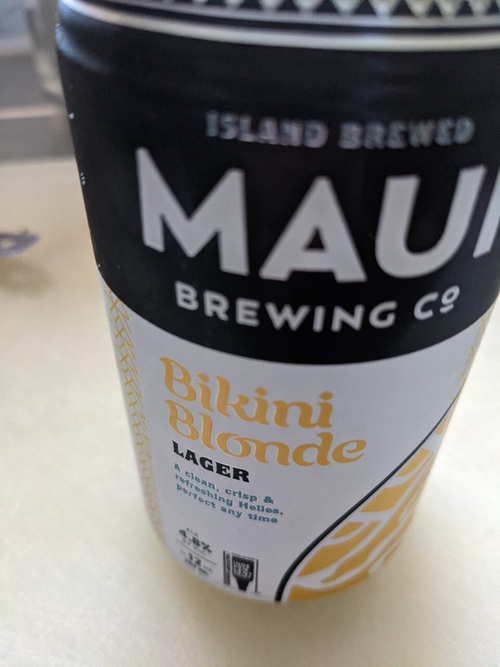 ISLAND BREWED
MAUI
BREWING Co
Bikini
Blonde
LAGER
A clean, crisp &
refreshing Helles,
perfect any time
4.8%
12